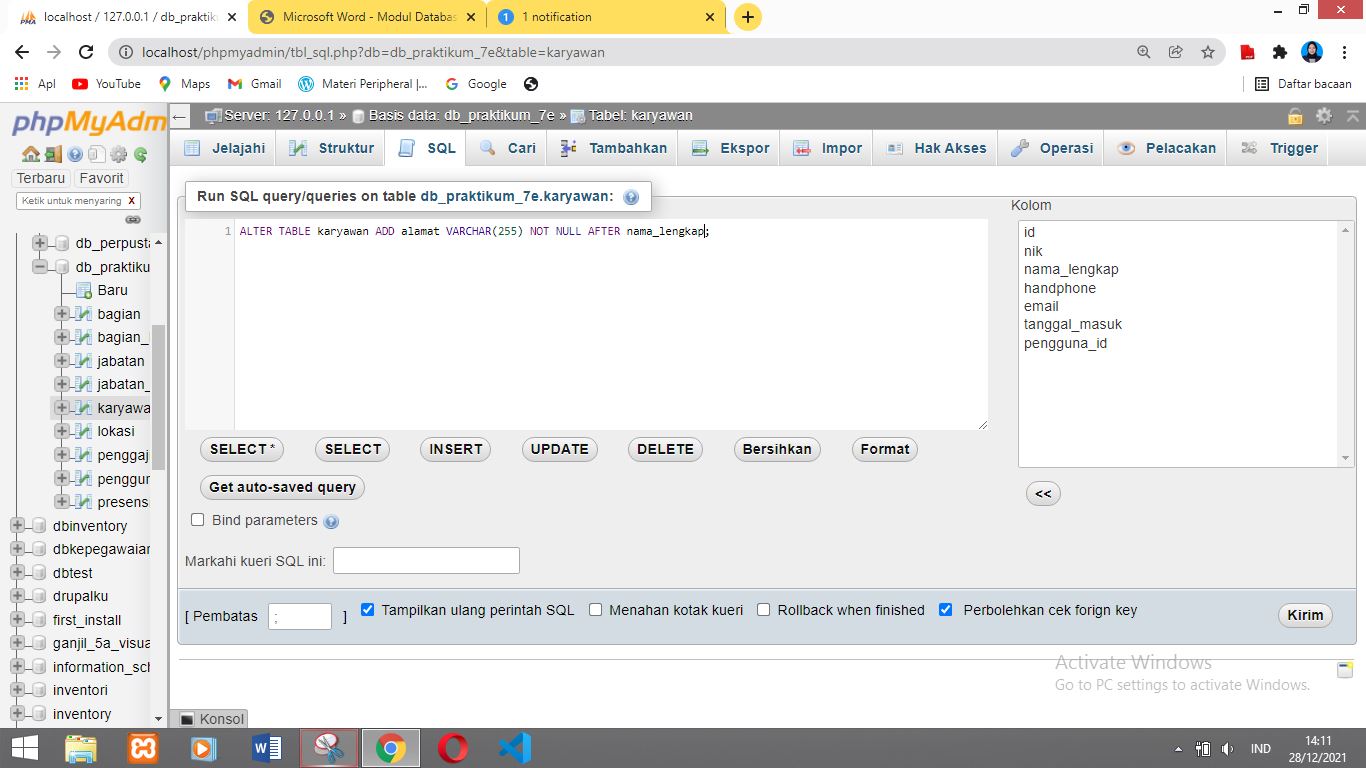 localhost / 127.0.0.1 / db_praktik
Microsoft Word - Modul Databas
1 notification
localhost/phpmyadmin/tbl_sql.php?db=db_praktikum_7e&table=karyawan
Apl YouTube Maps Gmail Materi Peripheral |... Google Daftar bacaan
phpMyAdm
Server: 127.0.0.1 » Basis data: db_praktikum_7e » Tabel: karyawan
Jelajahi Struktur SQL Cari Tambahkan Ekspor Impor Hak Akses Operasi Pelacakan Trigger
Terbaru Favorit
Ketik untuk menyaring X
db_perpusta
db_praktiku
Baru
bagian
bagian_
jabatan
jabatan_
karyawa
lokasi
penggaj
penggun
presens
dbinventory
dbkepegawaian
dbtest
drupalku
first_install
ganjil_5a_visua
information_sch
inventori
inventory
Run SQL query/queries on table db_praktikum_7e.karyawan:
1 ALTER TABLE karyawan ADD alamat VARCHAR(255) NOT NULL AFTER nama_lengkap;
Kolom
id
nik
nama_lengkap
handphone
email
tanggal_masuk
pengguna_id
<<
SELECT * SELECT INSERT UPDATE DELETE Bersihkan Format
Get auto-saved query
Bind parameters
Markahi kueri SQL ini:
[ Pembatas ; ] Tampilkan ulang perintah SQL Menahan kotak kueri Rollback when finished Perbolehkan cek forign key Kirim
Activate Windows
Go to PC settings to activate Windows.
Konsol
IND
14:11
28/12/2021